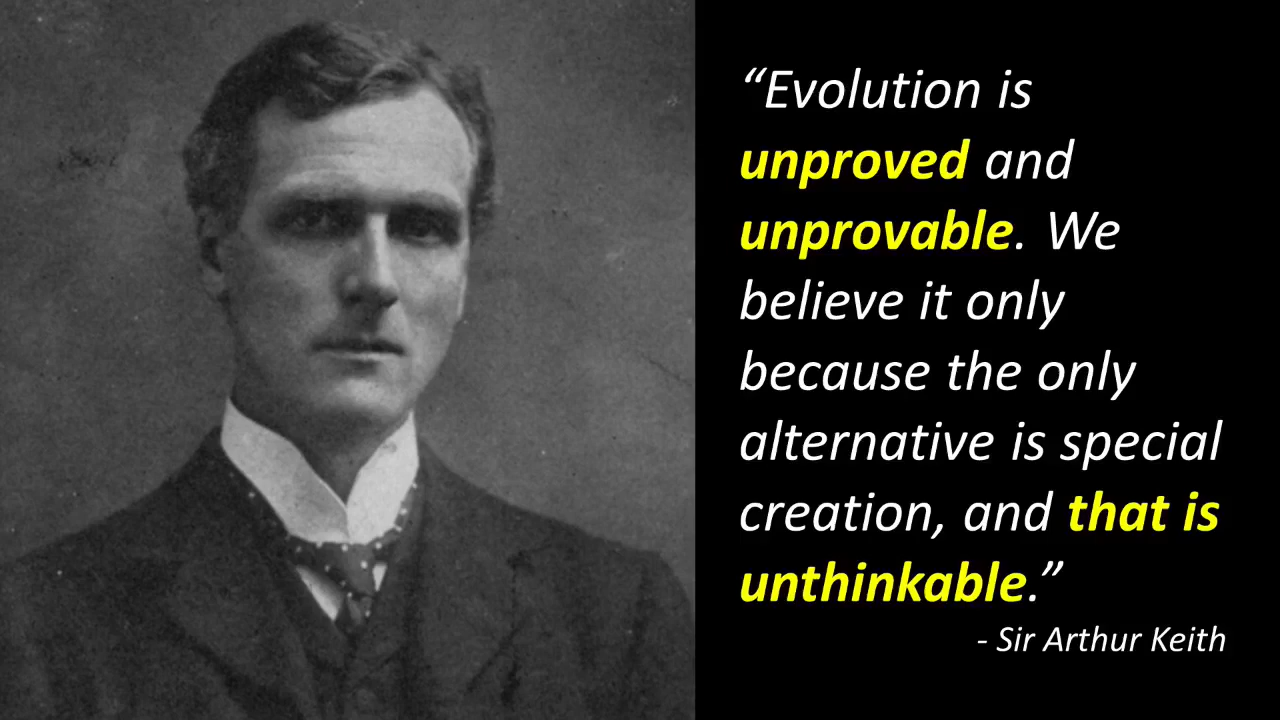 “Evolution is
unproved and
unprovable. We
believe it only
because the only
alternative is special
creation, and that is
unthinkable.”
- Sir Arthur Keith